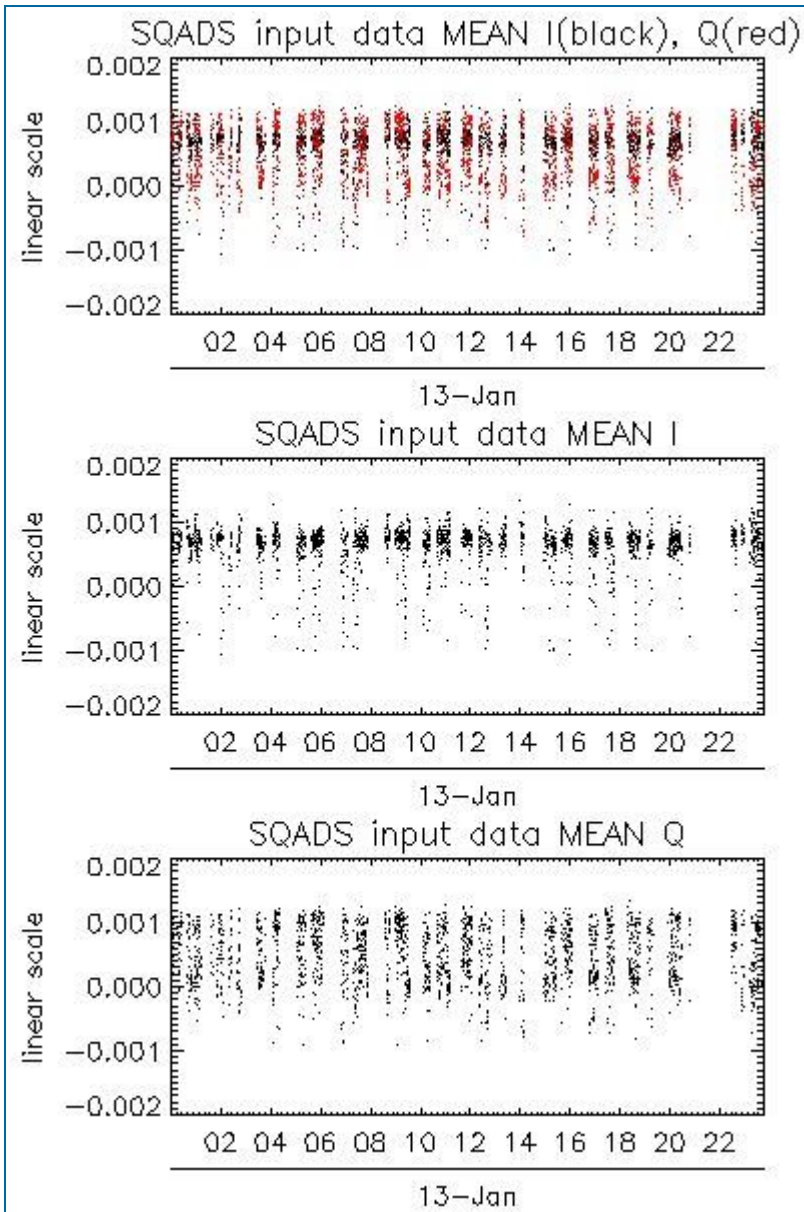 SQADS input data MEAN I(black), Q(red)
linear scale
0.002
0.001
0.000
-0.001
-0.002
02 04 06 08 10 12 14 16 18 20 22
13-Jan
SQADS input data MEAN I
linear scale
0.002
0.001
0.000
-0.001
-0.002
02 04 06 08 10 12 14 16 18 20 22
13-Jan
SQADS input data MEAN Q
linear scale
0.002
0.001
0.000
-0.001
-0.002
02 04 06 08 10 12 14 16 18 20 22
13-Jan